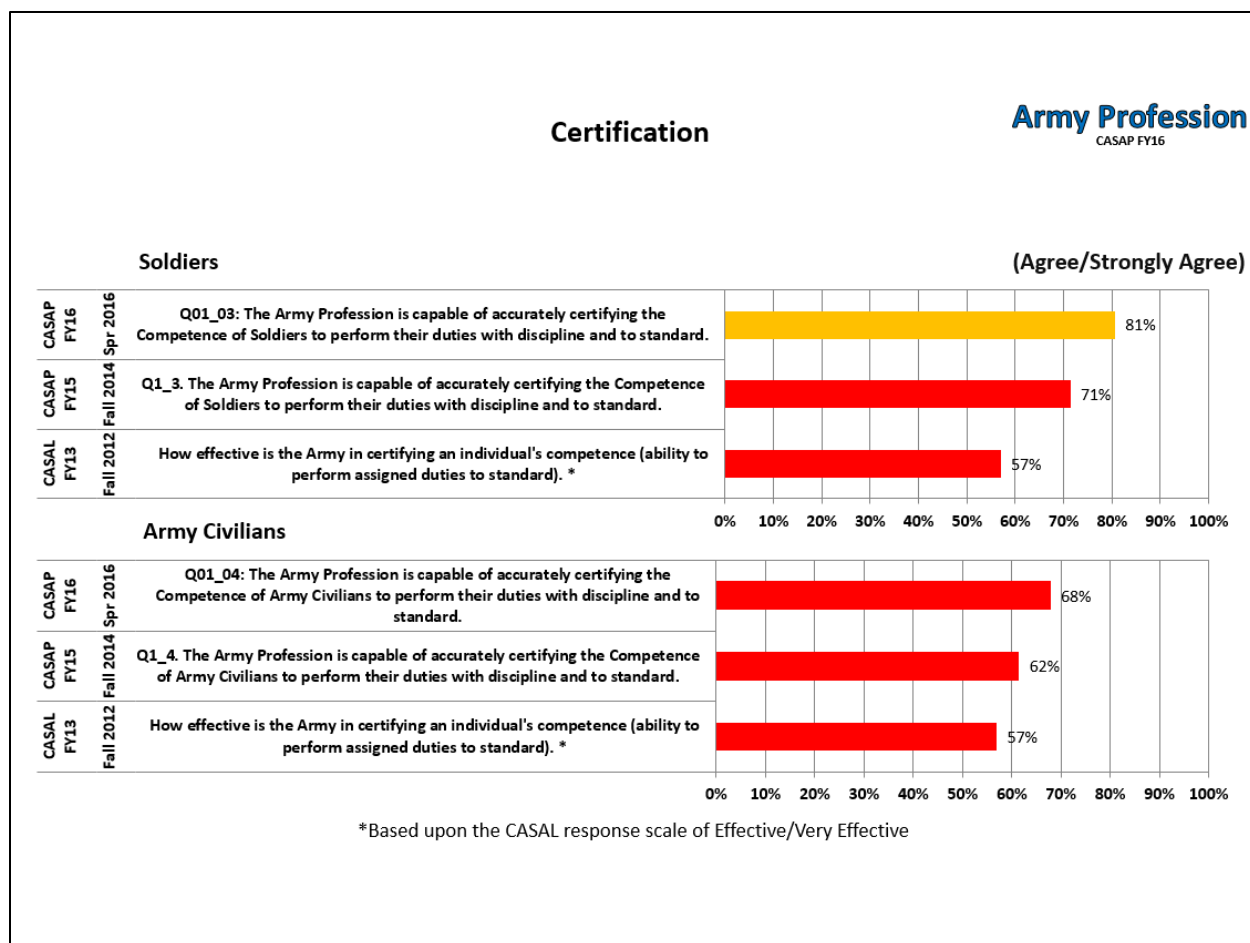 Certification
Army Profession
CASAP FY16
Soldiers
(Agree/Strongly Agree)
CASAP
FY16
Spr 2016
Q01_03: The Army Profession is capable of accurately certifying the
Competence of Soldiers to perform their duties with discipline and to standard.
81%
CASAP
FY15
Fall 2014
Q1_3. The Army Profession is capable of accurately certifying the Competence
of Soldiers to perform their duties with discipline and to standard.
71%
CASAL
FY13
Fall 2012
How effective is the Army in certifying an individual's competence (ability to
perform assigned duties to standard). *
57%
0% 10% 20% 30% 40% 50% 60% 70% 80% 90% 100%
Army Civilians
CASAP
FY16
Spr 2016
Q01_04: The Army Profession is capable of accurately certifying the
Competence of Army Civilians to perform their duties with discipline and to
standard.
68%
CASAP
FY15
Fall 2014
Q1_4. The Army Profession is capable of accurately certifying the Competence
of Army Civilians to perform their duties with discipline and to standard.
62%
CASAL
FY13
Fall 2012
How effective is the Army in certifying an individual's competence (ability to
perform assigned duties to standard). *
57%
0% 10% 20% 30% 40% 50% 60% 70% 80% 90% 100%
*Based upon the CASAL response scale of Effective/Very Effective